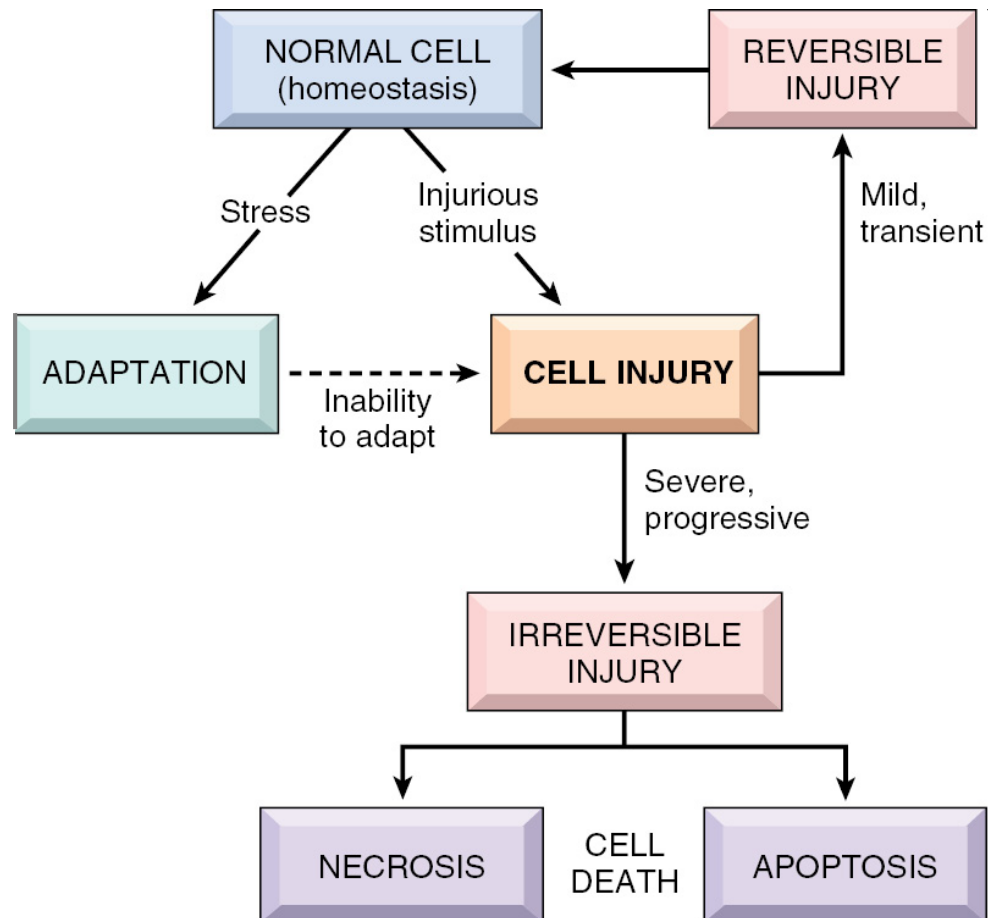 NORMAL CELL
(homeostasis)
REVERSIBLE
INJURY
Stress
Injurious
stimulus
Mild,
transient
ADAPTATION
Inability
to adapt
CELL INJURY
Severe,
progressive
IRREVERSIBLE
INJURY
NECROSIS
CELL
DEATH
APOPTOSIS